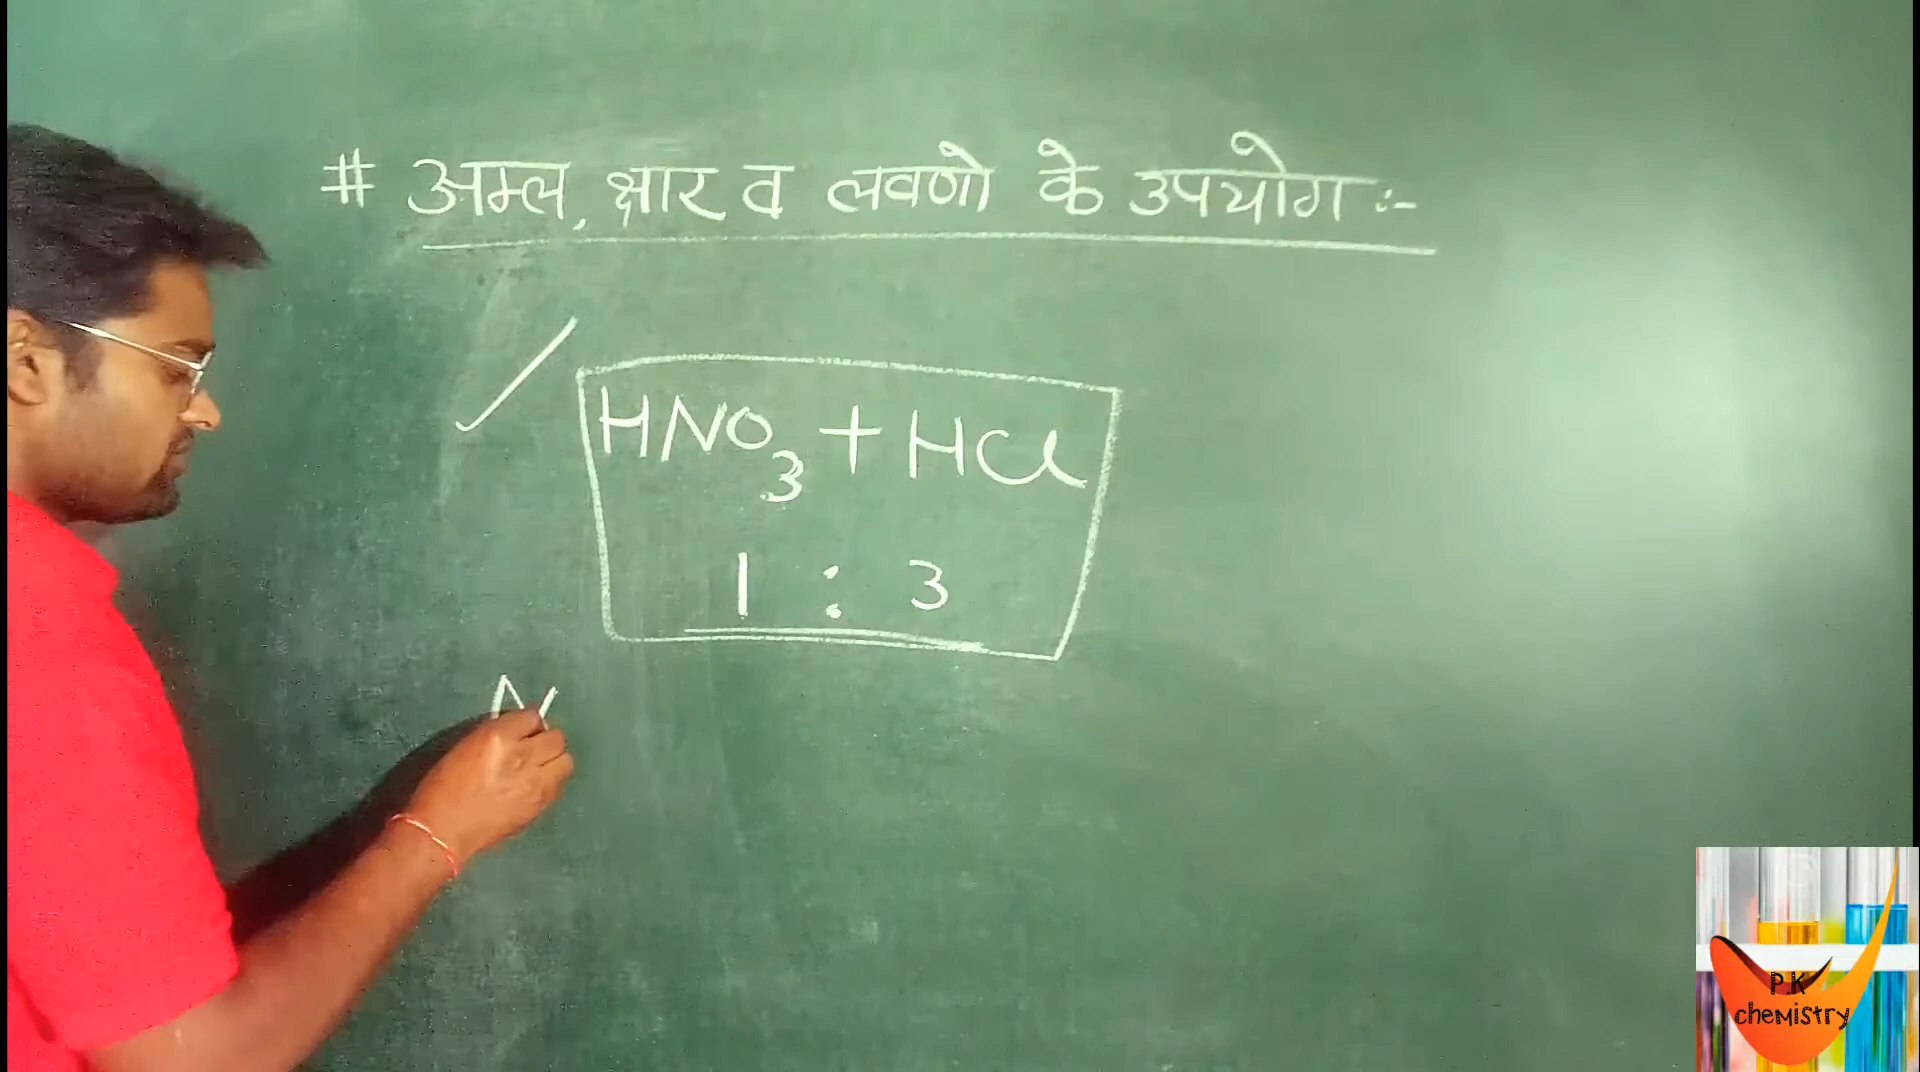 # अम्ल, क्षार व लवणो के उपयोग :-
HNO3 + HCl
1 : 3
N
P.K
chemistry